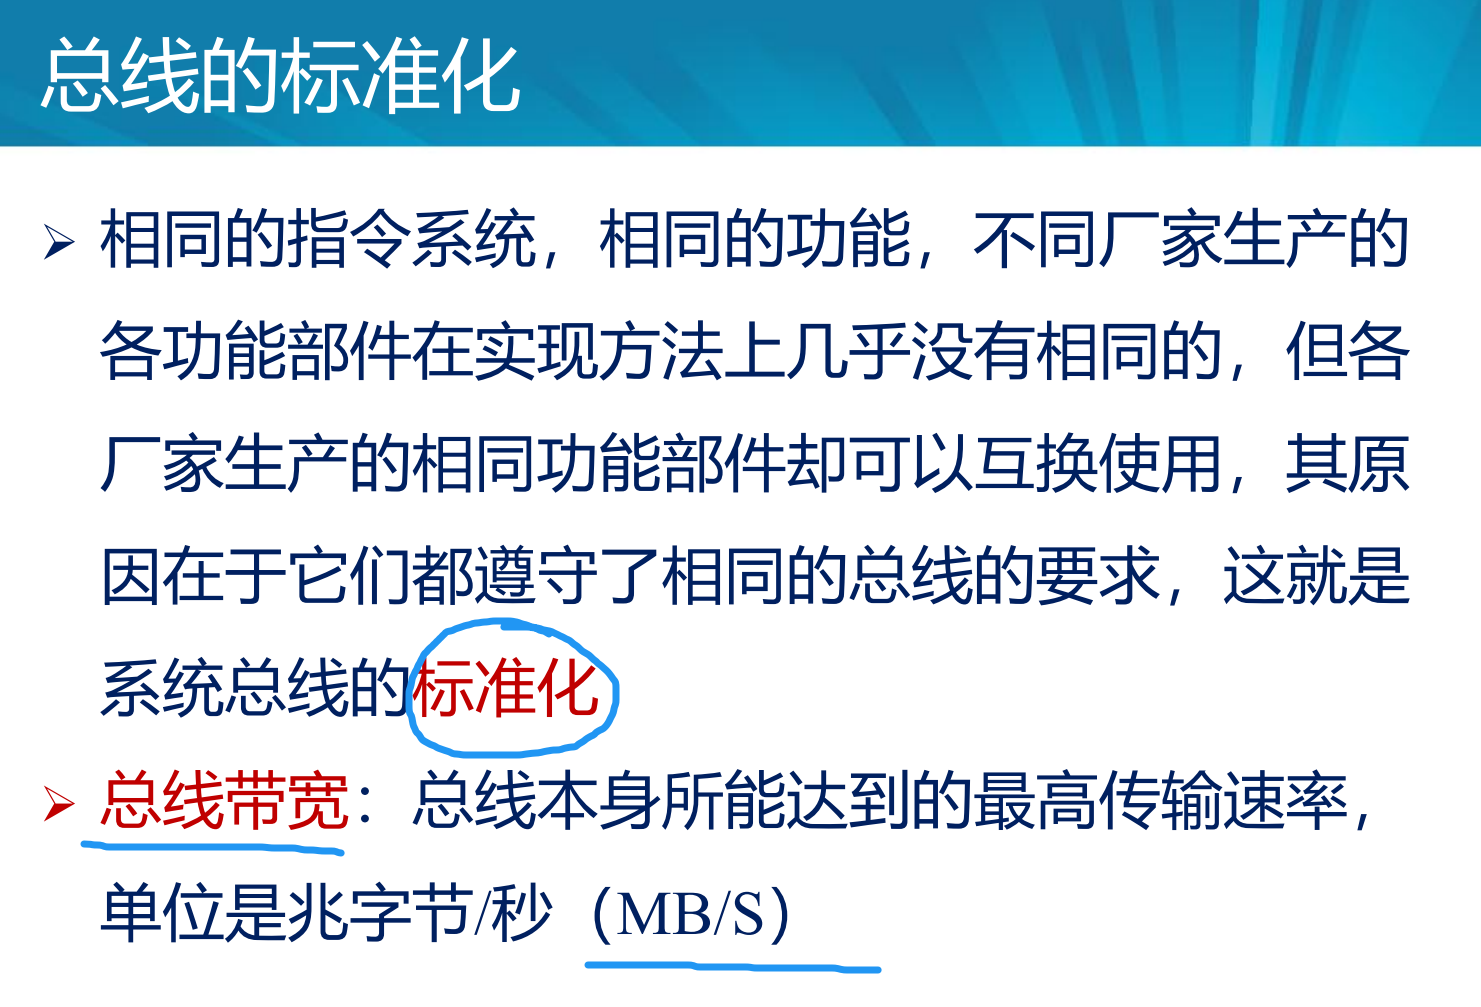 总线的标准化
相同的指令系统，相同的功能，不同厂家生产的
各功能部件在实现方法上几乎没有相同的，但各
厂家生产的相同功能部件却可以互换使用，其原
因在于它们都遵守了相同的总线的要求，这就是
系统总线的标准化
总线带宽：总线本身所能达到的最高传输速率，
单位是兆字节/秒（MB/S）